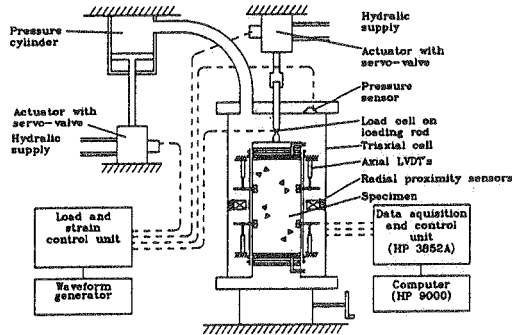 Pressure
cylinder
Actuator with
servo-valve
Hydralic
supply
Load and
strain
control unit
Waveform
generator
Hydralic
supply
Actuator with
servo-valve
Pressure
sensor
Load cell on
loading rod
Triaxial cell
Axial LVDT's
Radial proximity sensors
Specimen
Data aquisition
and control
unit
(HP 3852A)
Computer
(HP 9000)